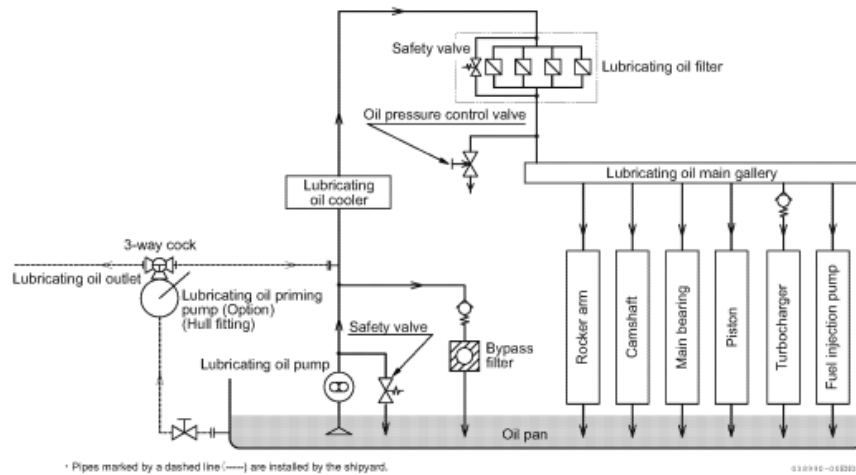 Safety valve
Lubricating oil filter
Oil pressure control valve
Lubricating oil main gallery
Lubricating
oil cooler
3-way cock
Lubricating oil outlet
Lubricating oil priming
pump (Option)
(Hull fitting)
Safety valve
Lubricating oil pump
Bypass
filter
Rocker arm
Camshaft
Main bearing
Piston
Turbocharger
Fuel injection pump
Oil pan
· Pipes marked by a dashed line (-----) are installed by the shipyard.